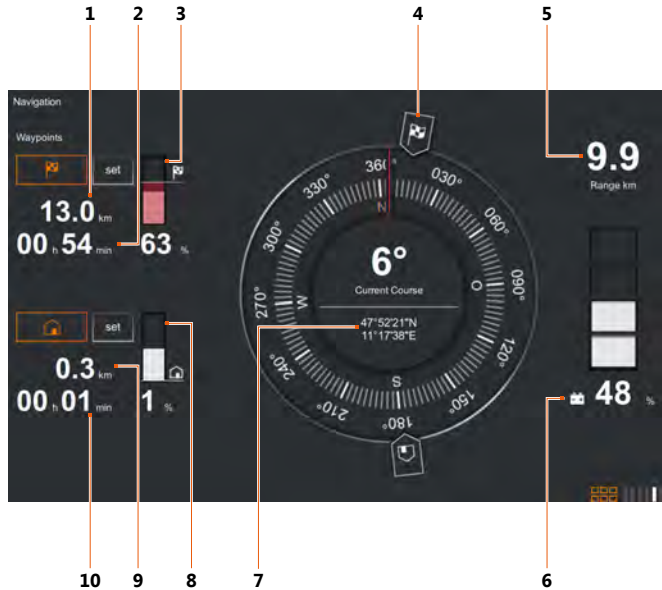 1 2 3 4 5
Navigation
Waypoints
set
13.0 km
00 h 54 min
63 %
set
0.3 km
00 h 01 min
1 %
360°
030°
060°
090°
120°
150°
180°
210°
240°
270°
300°
330°
N
O
S
W
6°
Current Course
47°52'21"N
11°17'38"E
9.9
Range km
48 %
10 9 8 7 6